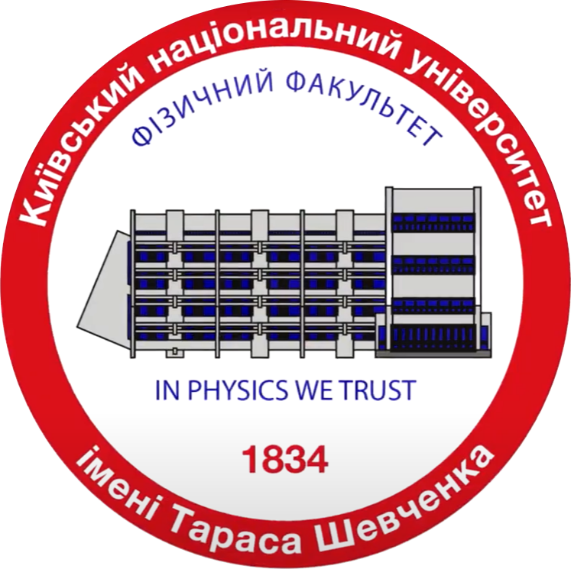 Київський національний університет
ФІЗИЧНИЙ ФАКУЛЬТЕТ
IN PHYSICS WE TRUST
1834
імені Тараса Шевченка